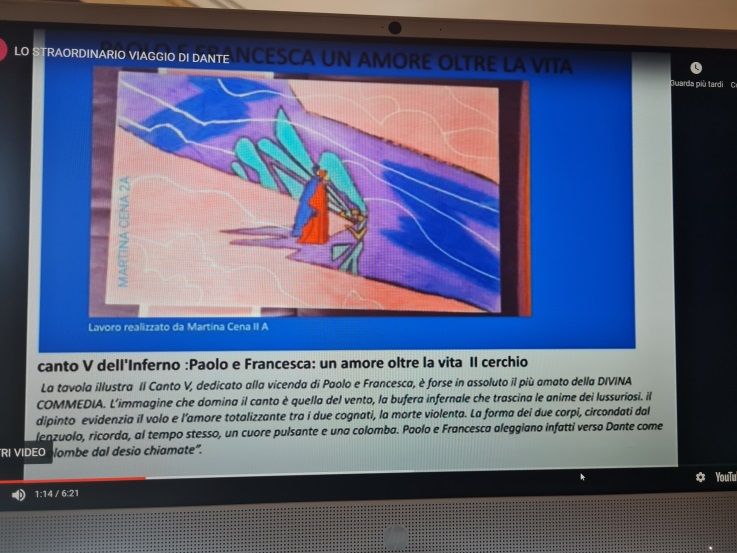 LO STRAORDINARIO VIAGGIO DI DANTE
PAOLO E FRANCESCA UN AMORE OLTRE LA VITA
Guarda più tardi
MARTINA CENA 2A
Lavoro realizzato da Martina Cena II A
canto V dell'Inferno :Paolo e Francesca: un amore oltre la vita II cerchio
La tavola illustra Il Canto V, dedicato alla vicenda di Paolo e Francesca, è forse in assoluto il più amato della DIVINA
COMMEDIA. L'immagine che domina il canto è quella del vento, la bufera infernale che trascina le anime dei lussuriosi. il
dipinto evidenzia il volo e l'amore totalizzante tra i due cognati, la morte violenta. La forma dei due corpi, circondati dal
lenzuolo, ricorda, al tempo stesso, un cuore pulsante e una colomba. Paolo e Francesca aleggiano infatti verso Dante come
lombe dal desio chiamate".
TRI VIDEO
1:14 / 6:21
YouTu